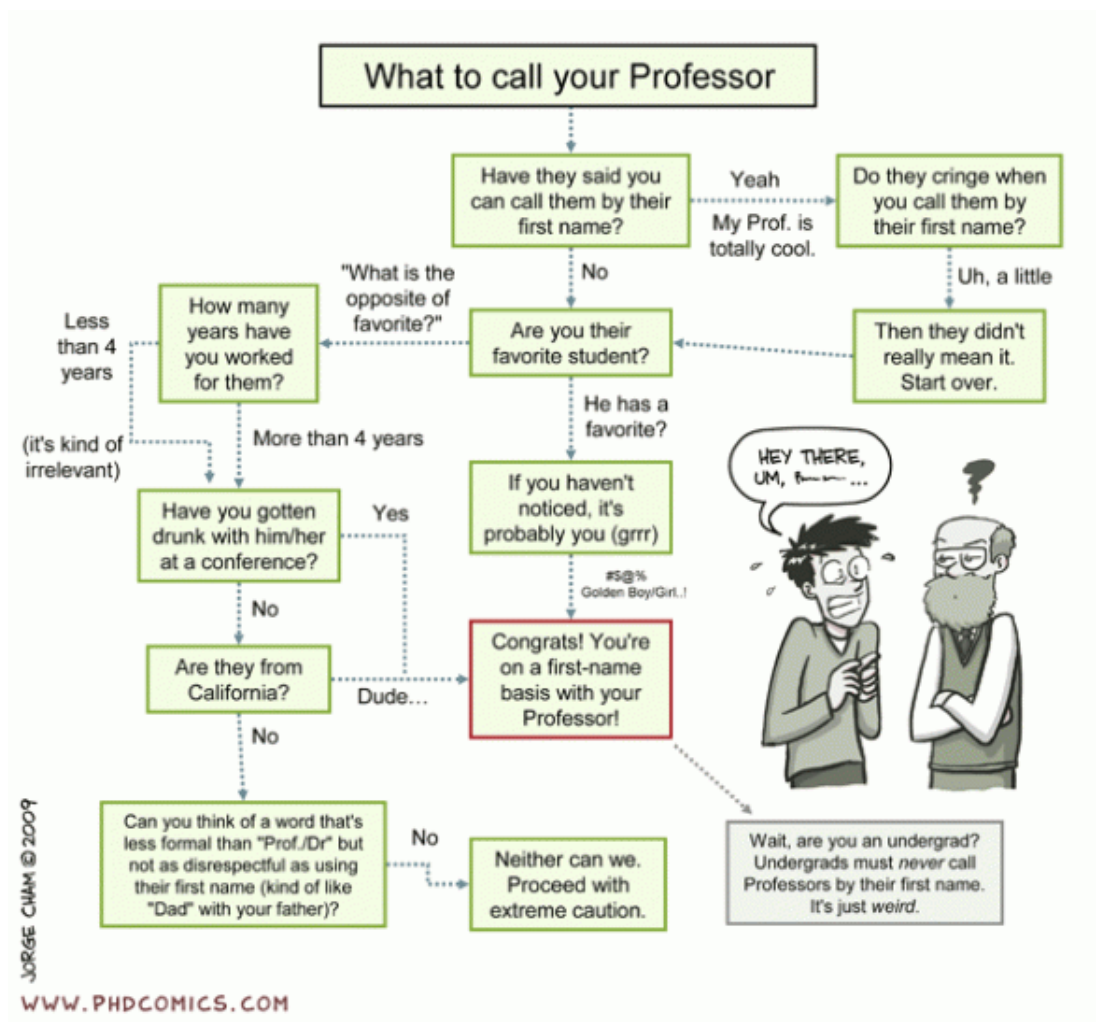 What to call your Professor
Have they said you
can call them by their
first name?
Yeah
My Prof. is
totally cool.
Do they cringe when
you call them by
their first name?
No
Uh, a little
"What is the
opposite of
favorite?"
How many
years have
you worked
for them?
Less
than 4
years
Are you their
favorite student?
Then they didn't
really mean it.
Start over.
He has a
favorite?
(it's kind of
irrelevant)
More than 4 years
HEY THERE,
UM, ...
If you haven't
noticed, it's
probably you (grrr)
Have you gotten
drunk with him/her
at a conference?
Yes
#$@%
Golden Boy/Girl..!
No
Congrats! You're
on a first-name
basis with your
Professor!
Are they from
California?
Dude...
No
Can you think of a word that's
less formal than "Prof./Dr" but
not as disrespectful as using
their first name (kind of like
"Dad" with your father)?
No
Neither can we.
Proceed with
extreme caution.
Wait, are you an undergrad?
Undergrads must never call
Professors by their first name.
It's just weird.
JORGE CHAM © 2009
WWW.PHDCOMICS.COM